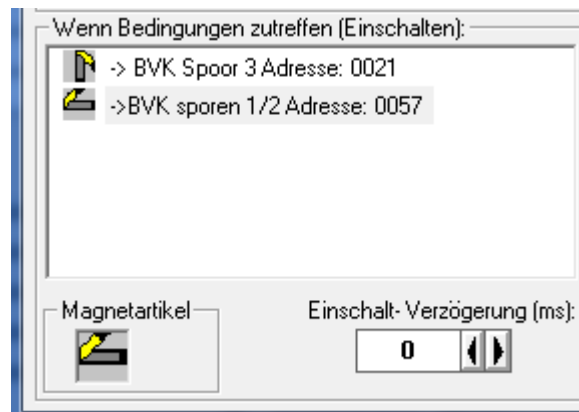 Wenn Bedingungen zutreffen (Einschalten):
-> BVK Spoor 3 Adresse: 0021
->BVK sporen 1/2 Adresse: 0057
Magnetartikel
Einschalt- Verzögerung (ms):
0